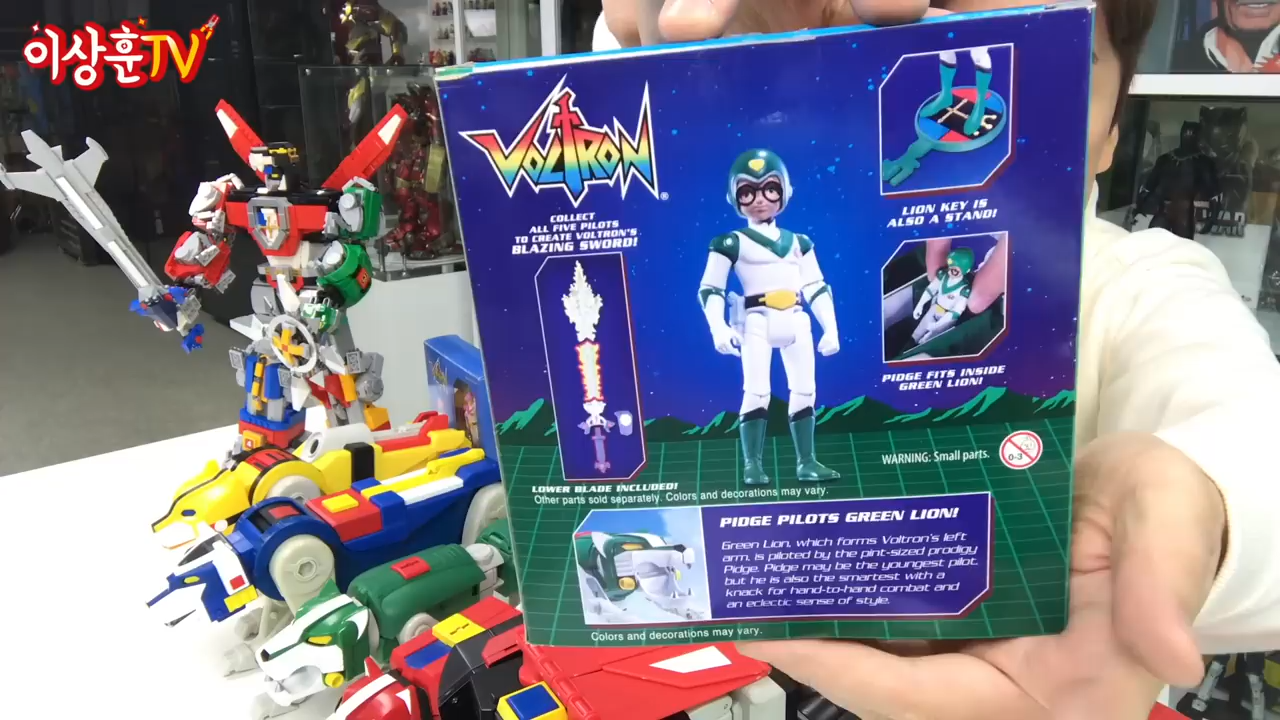 이상훈TV
VOLTRON®
COLLECT
ALL FIVE PILOTS
TO CREATE VOLTRON'S
BLAZING SWORD!
LOWER BLADE INCLUDED!
Other parts sold separately. Colors and decorations may vary.
LION KEY IS
ALSO A STAND!
PIDGE FITS INSIDE
GREEN LION!
WARNING: Small parts.
0-3
PIDGE PILOTS GREEN LION!
Green Lion, which forms Voltron's left
arm, is piloted by the pint-sized prodigy
Pidge. Pidge may be the youngest pilot,
but he is also the smartest with a
knack for hand-to-hand combat and
an eclectic sense of style.
Colors and decorations may vary.